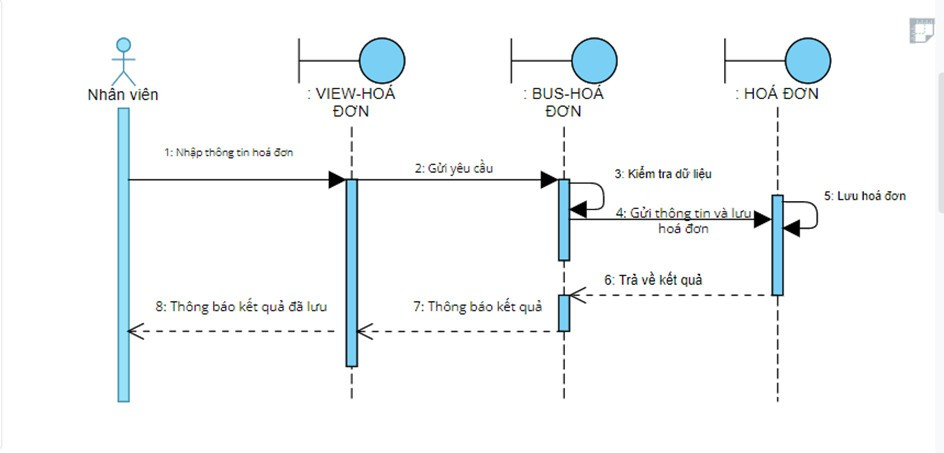 Nhân viên
: VIEW-HOÁ
ĐƠN
: BUS-HOÁ
ĐƠN
: HOÁ ĐƠN
1: Nhập thông tin hoá đơn
2: Gửi yêu cầu
3: Kiểm tra dữ liệu
4: Gửi thông tin và lưu
hoá đơn
5: Lưu hoá đơn
6: Trả về kết quả
7: Thông báo kết quả
8: Thông báo kết quả đã lưu